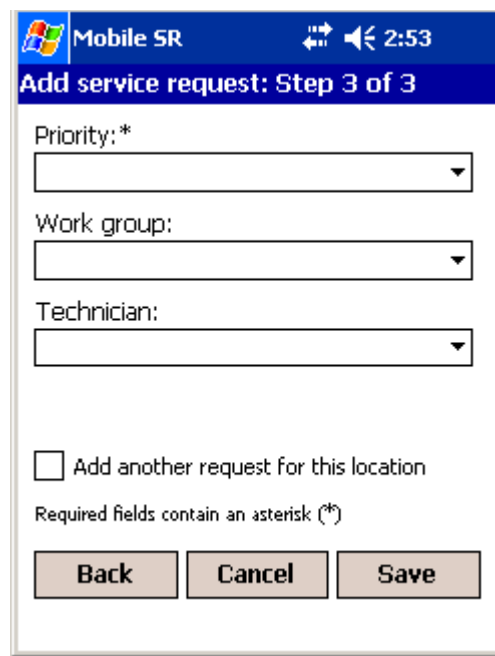 Mobile SR 2:53
Add service request: Step 3 of 3
Priority:*
Work group:
Technician:
Add another request for this location
Required fields contain an asterisk (*)
Back Cancel Save